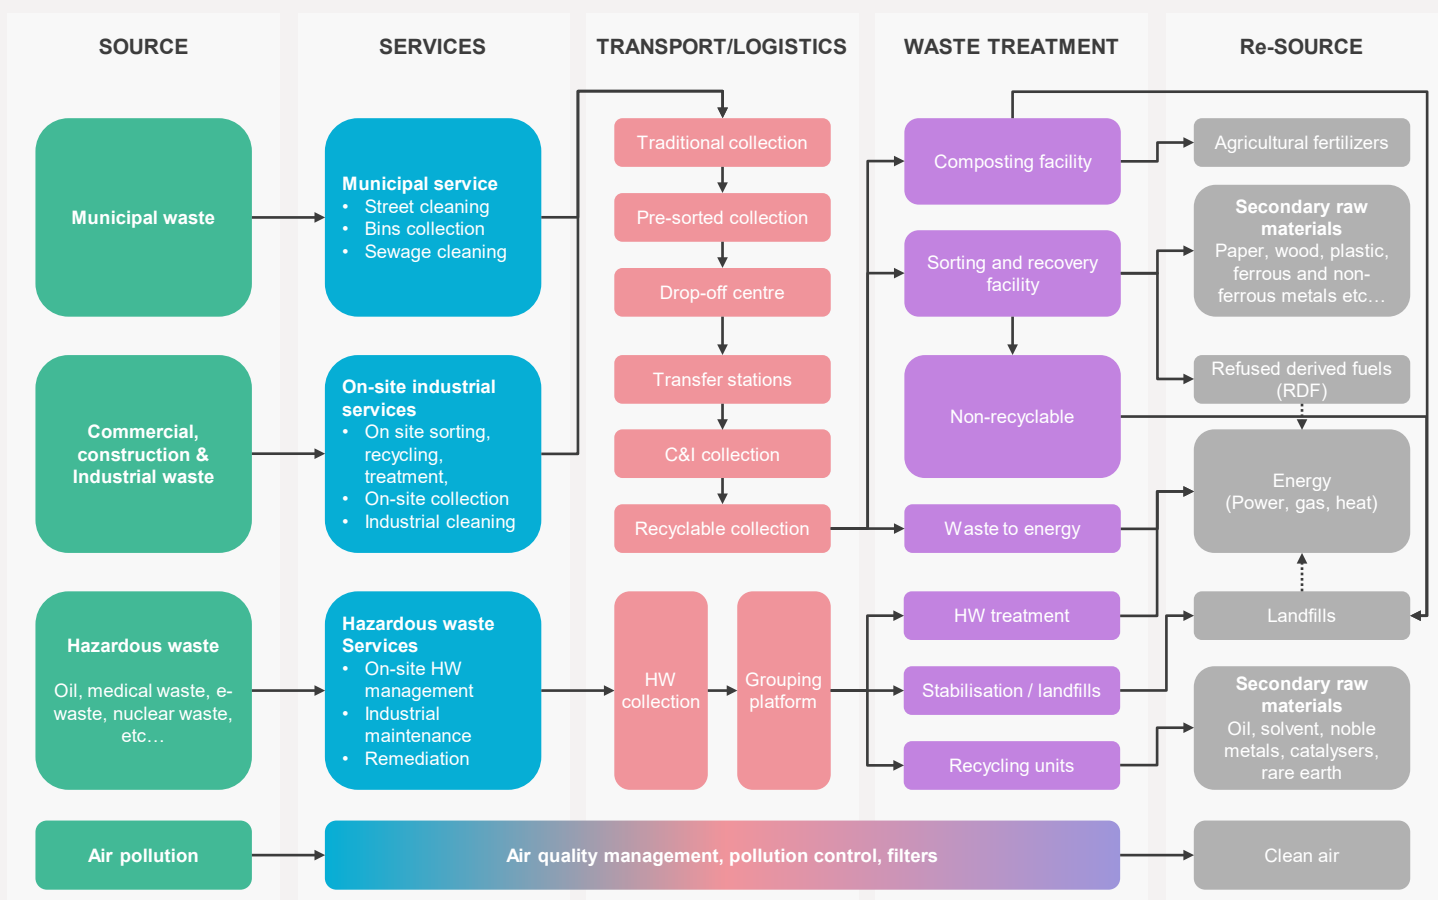 SOURCE
SERVICES
TRANSPORT/LOGISTICS
WASTE TREATMENT
Re-SOURCE
Municipal waste
Municipal service
• Street cleaning
• Bins collection
• Sewage cleaning
Traditional collection
Pre-sorted collection
Drop-off centre
Transfer stations
C&I collection
Recyclable collection
Composting facility
Sorting and recovery
facility
Non-recyclable
Waste to energy
Agricultural fertilizers
Secondary raw
materials
Paper, wood, plastic,
ferrous and non-
ferrous metals etc…
Refused derived fuels
(RDF)
Energy
(Power, gas, heat)
Commercial,
construction &
Industrial waste
On-site industrial
services
• On site sorting,
recycling,
treatment,
• On-site collection
• Industrial cleaning
Hazardous waste
Oil, medical waste, e-
waste, nuclear waste,
etc…
Hazardous waste
Services
• On-site HW
management
• Industrial
maintenance
• Remediation
HW
collection
Grouping
platform
HW treatment
Stabilisation / landfills
Recycling units
Landfills
Secondary raw
materials
Oil, solvent, noble
metals, catalysers,
rare earth
Air pollution
Air quality management, pollution control, filters
Clean air